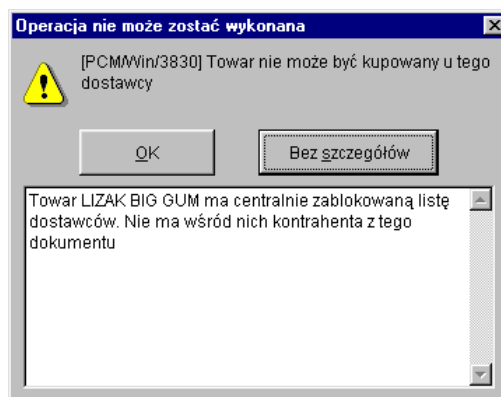 Operacja nie może zostać wykonana
[PCM/Win/3830] Towar nie może być kupowany u tego
dostawcy
OK
Bez szczegółów
Towar LIZAK BIG GUM ma centralnie zablokowaną listę
dostawców. Nie ma wśród nich kontrahenta z tego
dokumentu